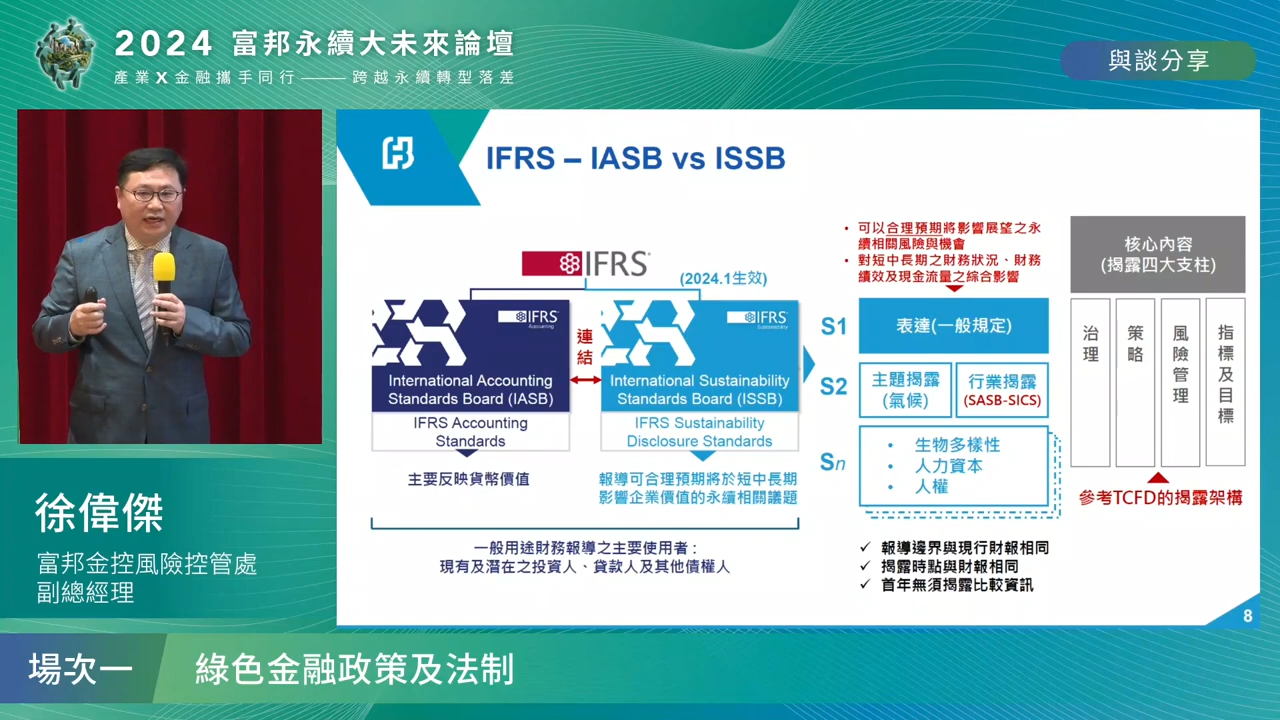 2024 富邦永續大未來論壇
產業X金融攜手同行——跨越永續轉型落差
與談分享
IFRS – IASB vs ISSB
IFRS
(2024.1生效)
IFRS
Accounting
International Accounting
Standards Board (IASB)
IFRS Accounting
Standards
主要反映貨幣價值
連
結
IFRS
Sustainability
International Sustainability
Standards Board (ISSB)
IFRS Sustainability
Disclosure Standards
報導可合理預期將於短中長期
影響企業價值的永續相關議題
一般用途財務報導之主要使用者：
現有及潛在之投資人、貸款人及其他債權人
• 可以合理預期將影響展望之永
續相關風險與機會
• 對短中長期之財務狀況、財務
績效及現金流量之綜合影響
S1
表達(一般規定)
S2
主題揭露
(氣候)
行業揭露
(SASB-SICS)
Sn
• 生物多樣性
• 人力資本
• 人權
✓ 報導邊界與現行財報相同
✓ 揭露時點與財報相同
✓ 首年無須揭露比較資訊
核心內容
(揭露四大支柱)
治理
策略
風險管理
指標及目標
參考TCFD的揭露架構
8
徐偉傑
富邦金控風險控管處
副總經理
場次一
綠色金融政策及法制